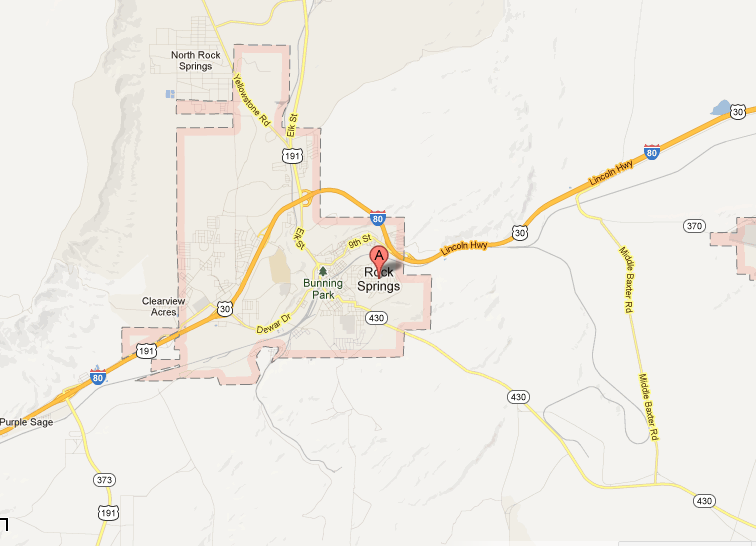 North Rock
Springs
Yellowstone Rd
Elk St
191
30
80
Lincoln Hwy
80
370
Elk St
9th St
Lincoln Hwy
30
A
Rock
Springs
Bunning
Park
Middle Baxter Rd
Clearview
Acres
30
Dewar Dr
430
191
80
Middle Baxter Rd
430
Purple Sage
373
191
430